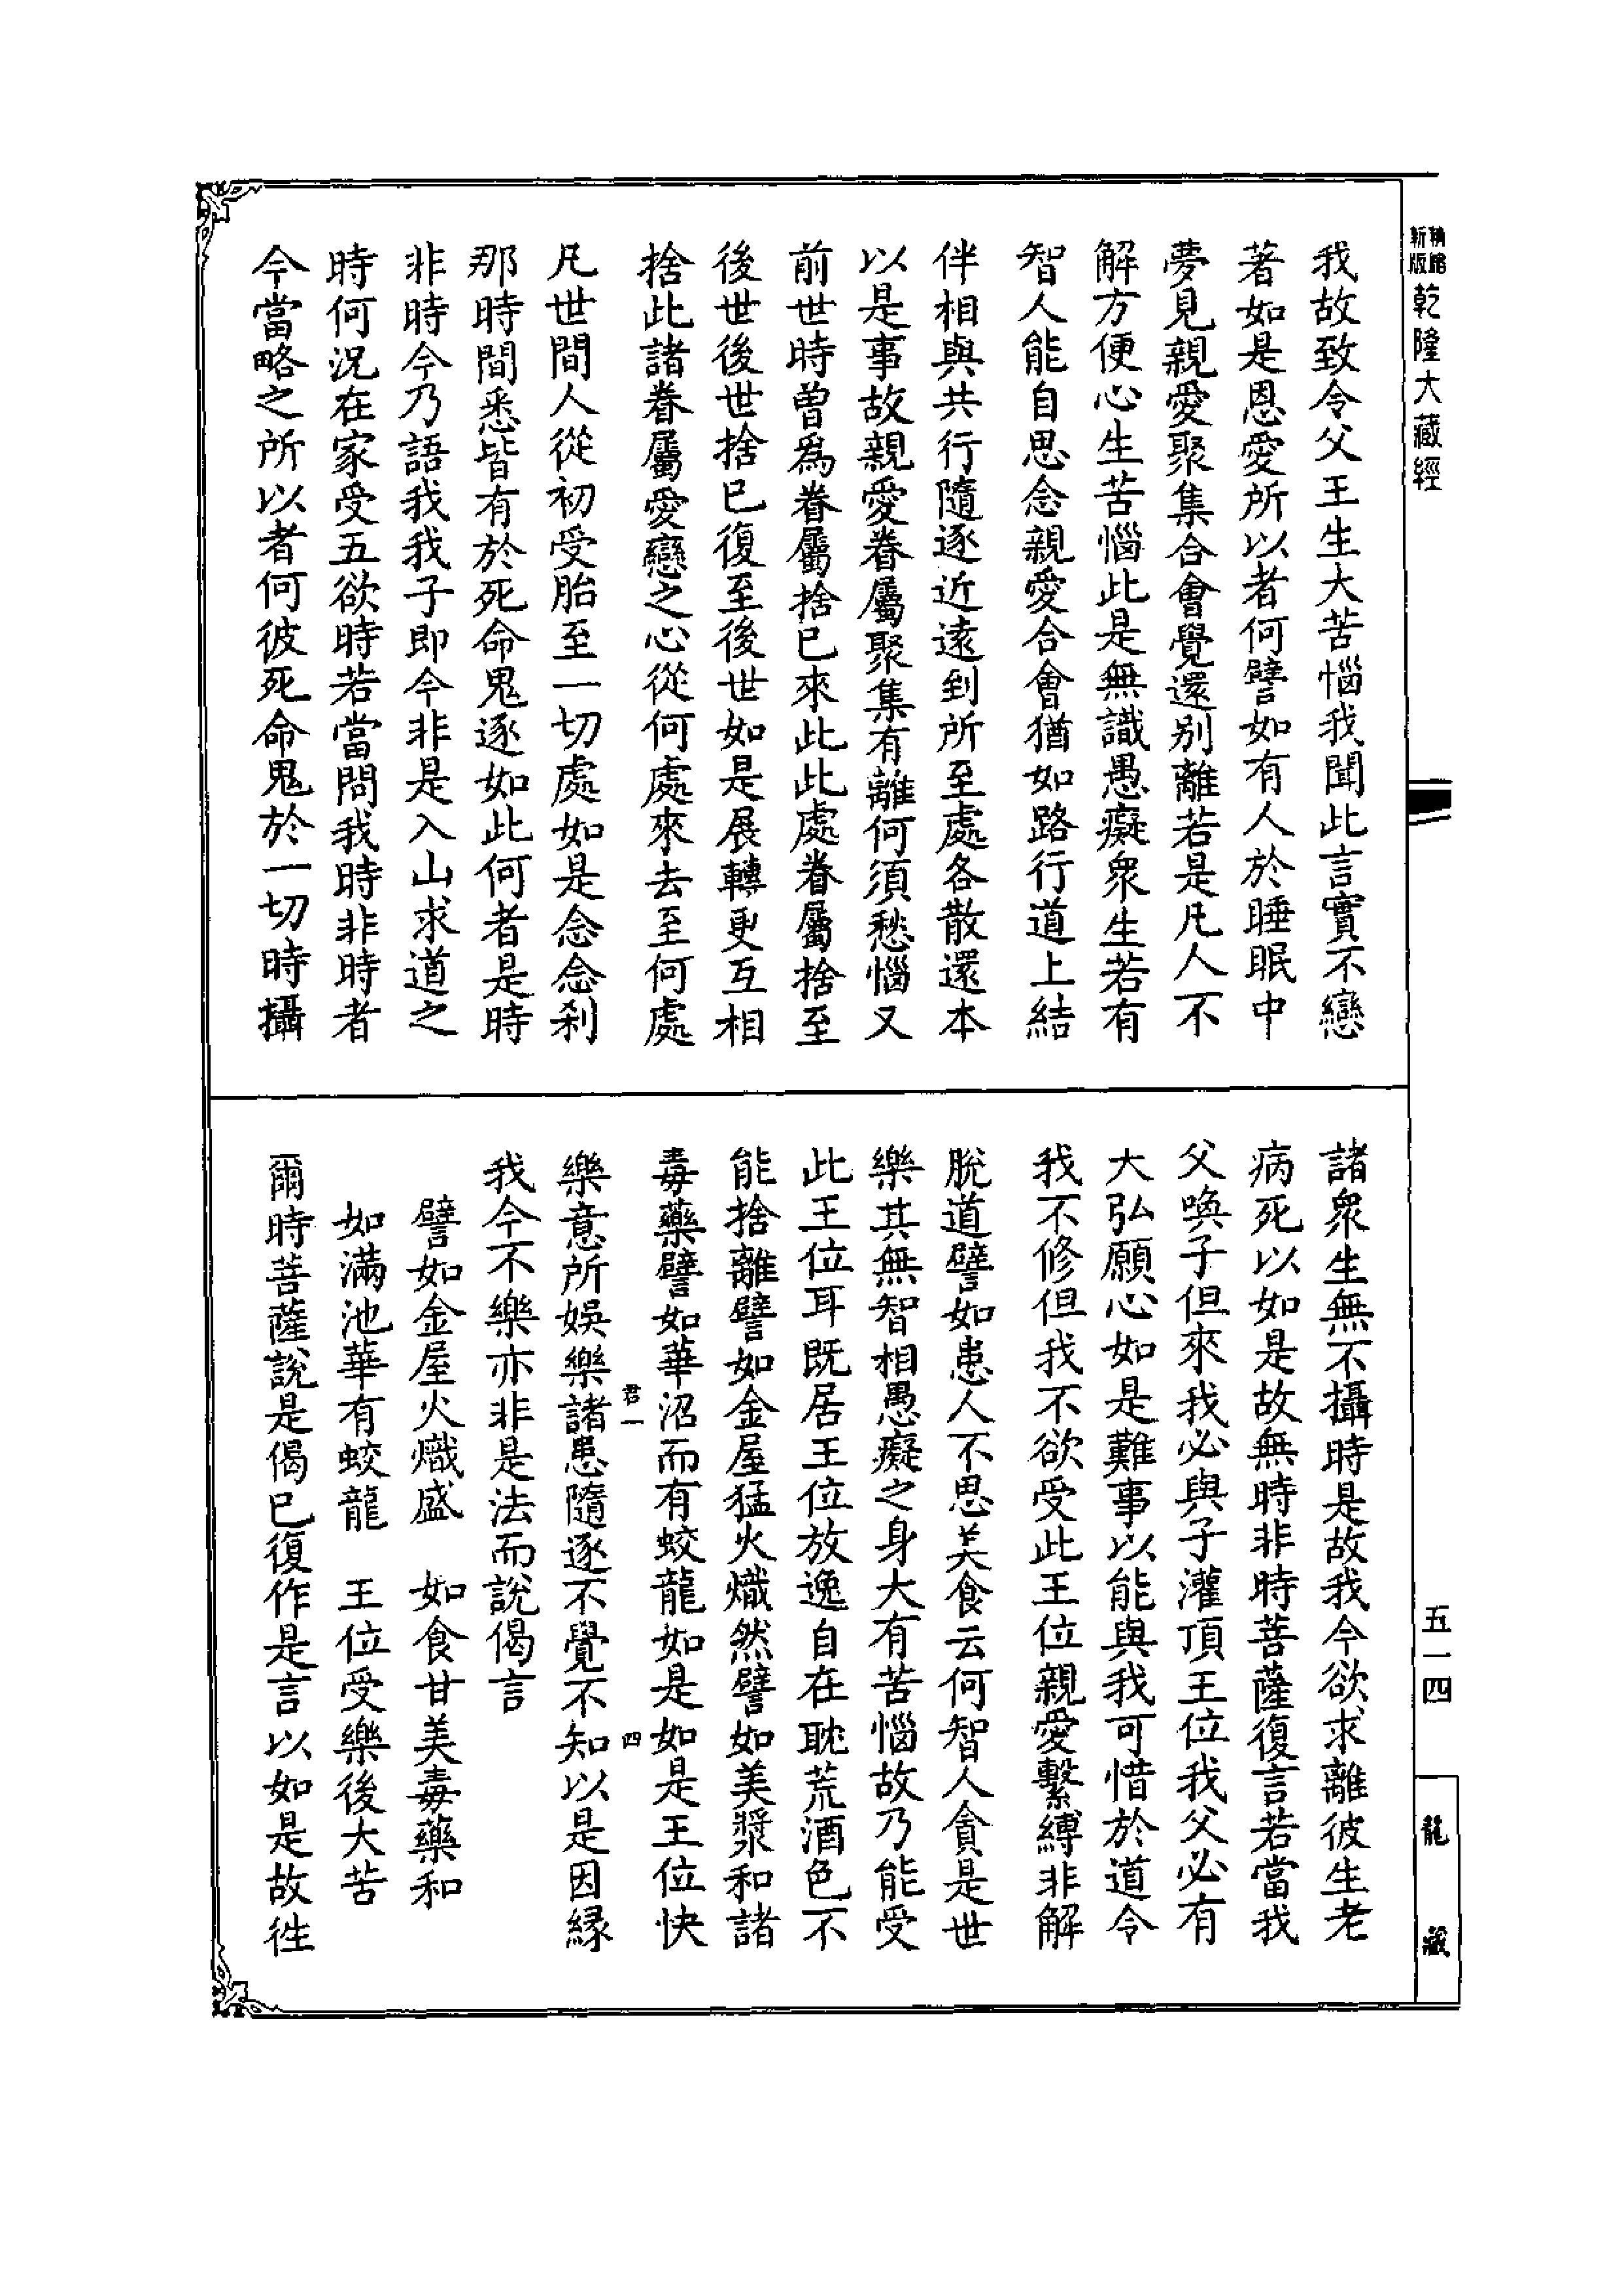 新版
乾隆大藏經
我故致令父王生大苦惱我聞此言實不戀
著如是恩愛所以者何譬如有人於睡眠中
夢見親愛聚集合會覺還別離若是凡人不
解方便心生苦惱此是無識愚癡衆生若有
智人能自思念親愛合會猶如路行道上結
伴相與共行隨逐近遠到所至處各散還本
以是事故親愛眷屬聚集有離何須愁惱又
前世時曾爲眷屬捨已來此此處眷屬捨至
後世後世捨已復至後世如是展轉更互相
捨此諸眷屬愛戀之心從何處來去至何處
凡世間人從初受胎至一切處如是念念刹
那時間悉皆有於死命鬼逐如此何者是時
非時今乃語我我子即今非是入山求道之
時何況在家受五欲時若當問我時非時者
今當略之所以者何彼死命鬼於一切時攝
諸衆生無不攝時是故我今欲求離彼生老
病死以如是故無時非時菩薩復言若當我
父喚子但來我必與子灌頂王位我父必有
大弘願心如是難事以能與我可惜於道令
我不修但我不欲受此王位親愛繫縛非解
脫道譬如患人不思美食云何智人貪是世
樂其無智相愚癡之身大有苦惱故乃能受
此王位耳既居王位放逸自在耽荒酒色不
能捨離譬如金屋猛火熾然譬如美漿和諸
毒藥譬如華沼而有蛟龍如是如是王位快
君一 四
樂意所娛樂諸患隨逐不覺不知以是因緣
我今不樂亦非是法而說偈言
譬如金屋火熾盛　如食甘美毒藥和
如滿池華有蛟龍　王位受樂後大苦
爾時菩薩說是偈已復作是言以如是故徃
五一四
龍藏